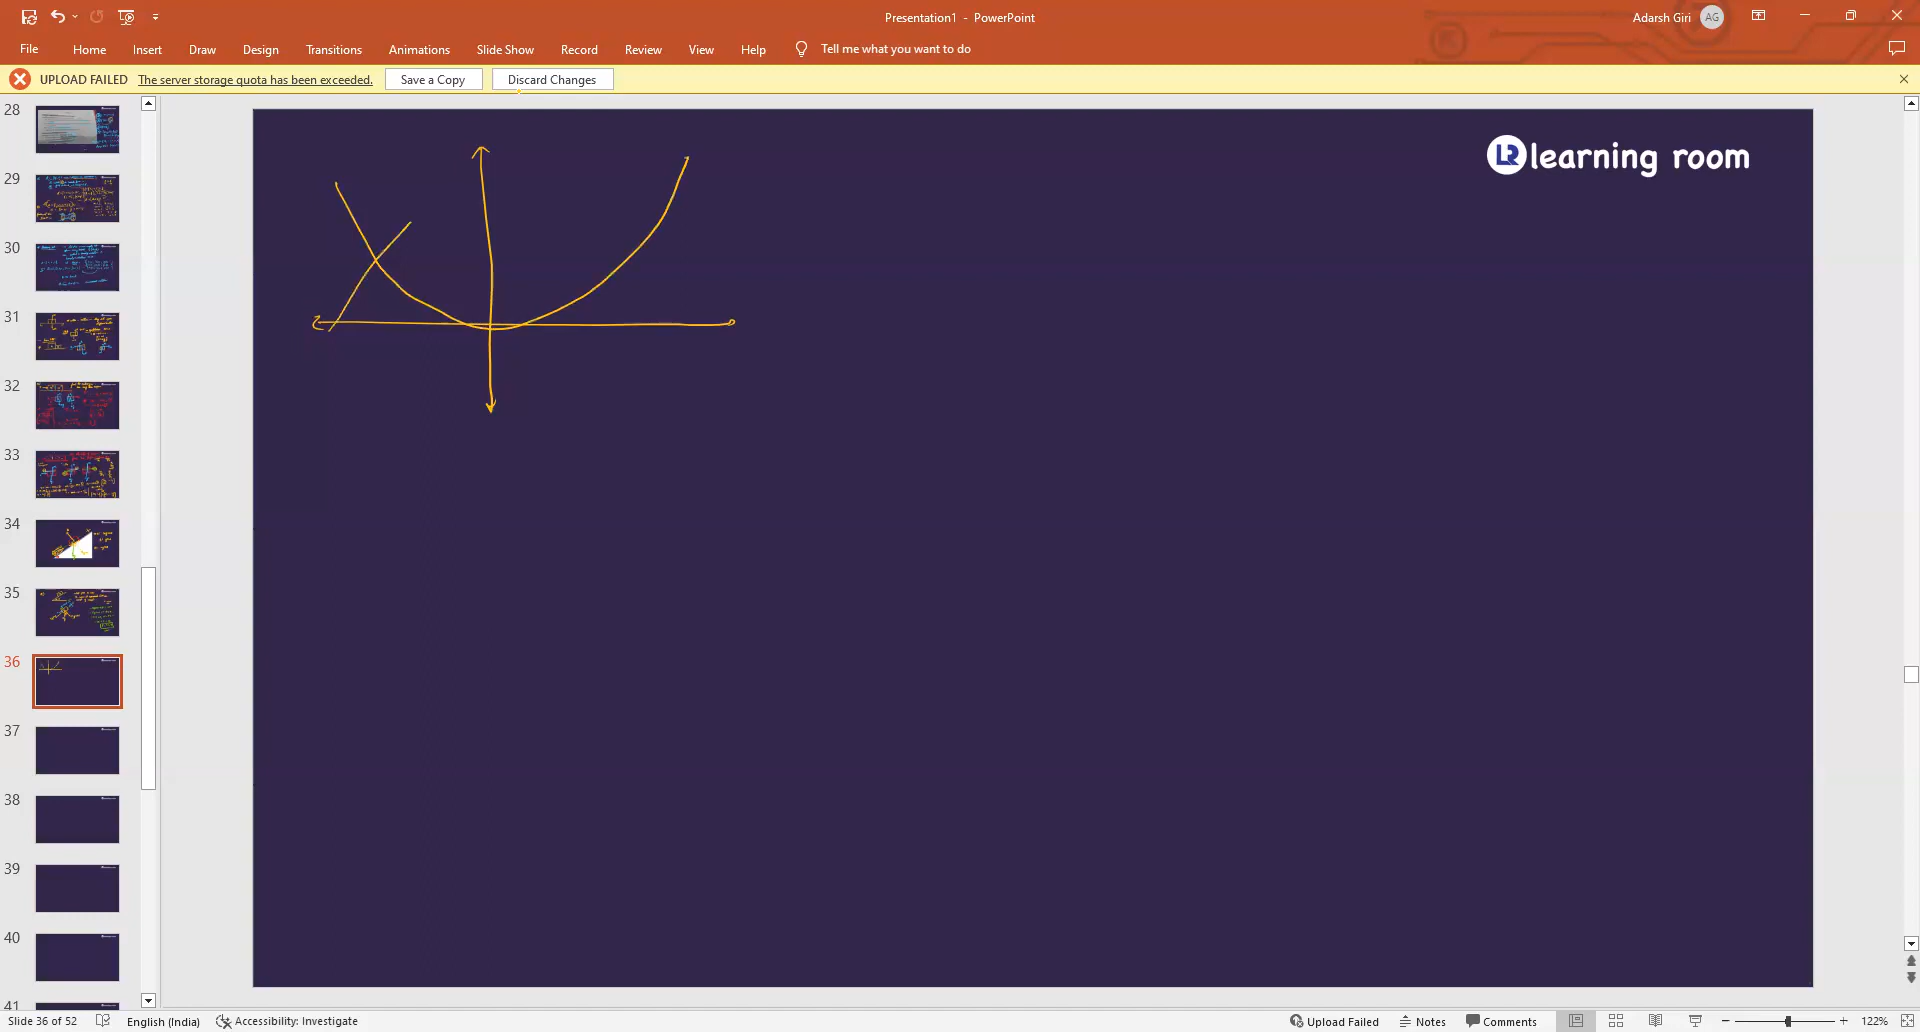 Presentation1 - PowerPoint
Adarsh Giri AG
File Home Insert Draw Design Transitions Animations Slide Show Record Review View Help Tell me what you want to do
UPLOAD FAILED The server storage quota has been exceeded. Save a Copy Discard Changes
28
29
30
31
32
33
34
35
36
37
38
39
40
41
LR learning room
Slide 36 of 52 English (India) Accessibility: Investigate Upload Failed Notes Comments 122%